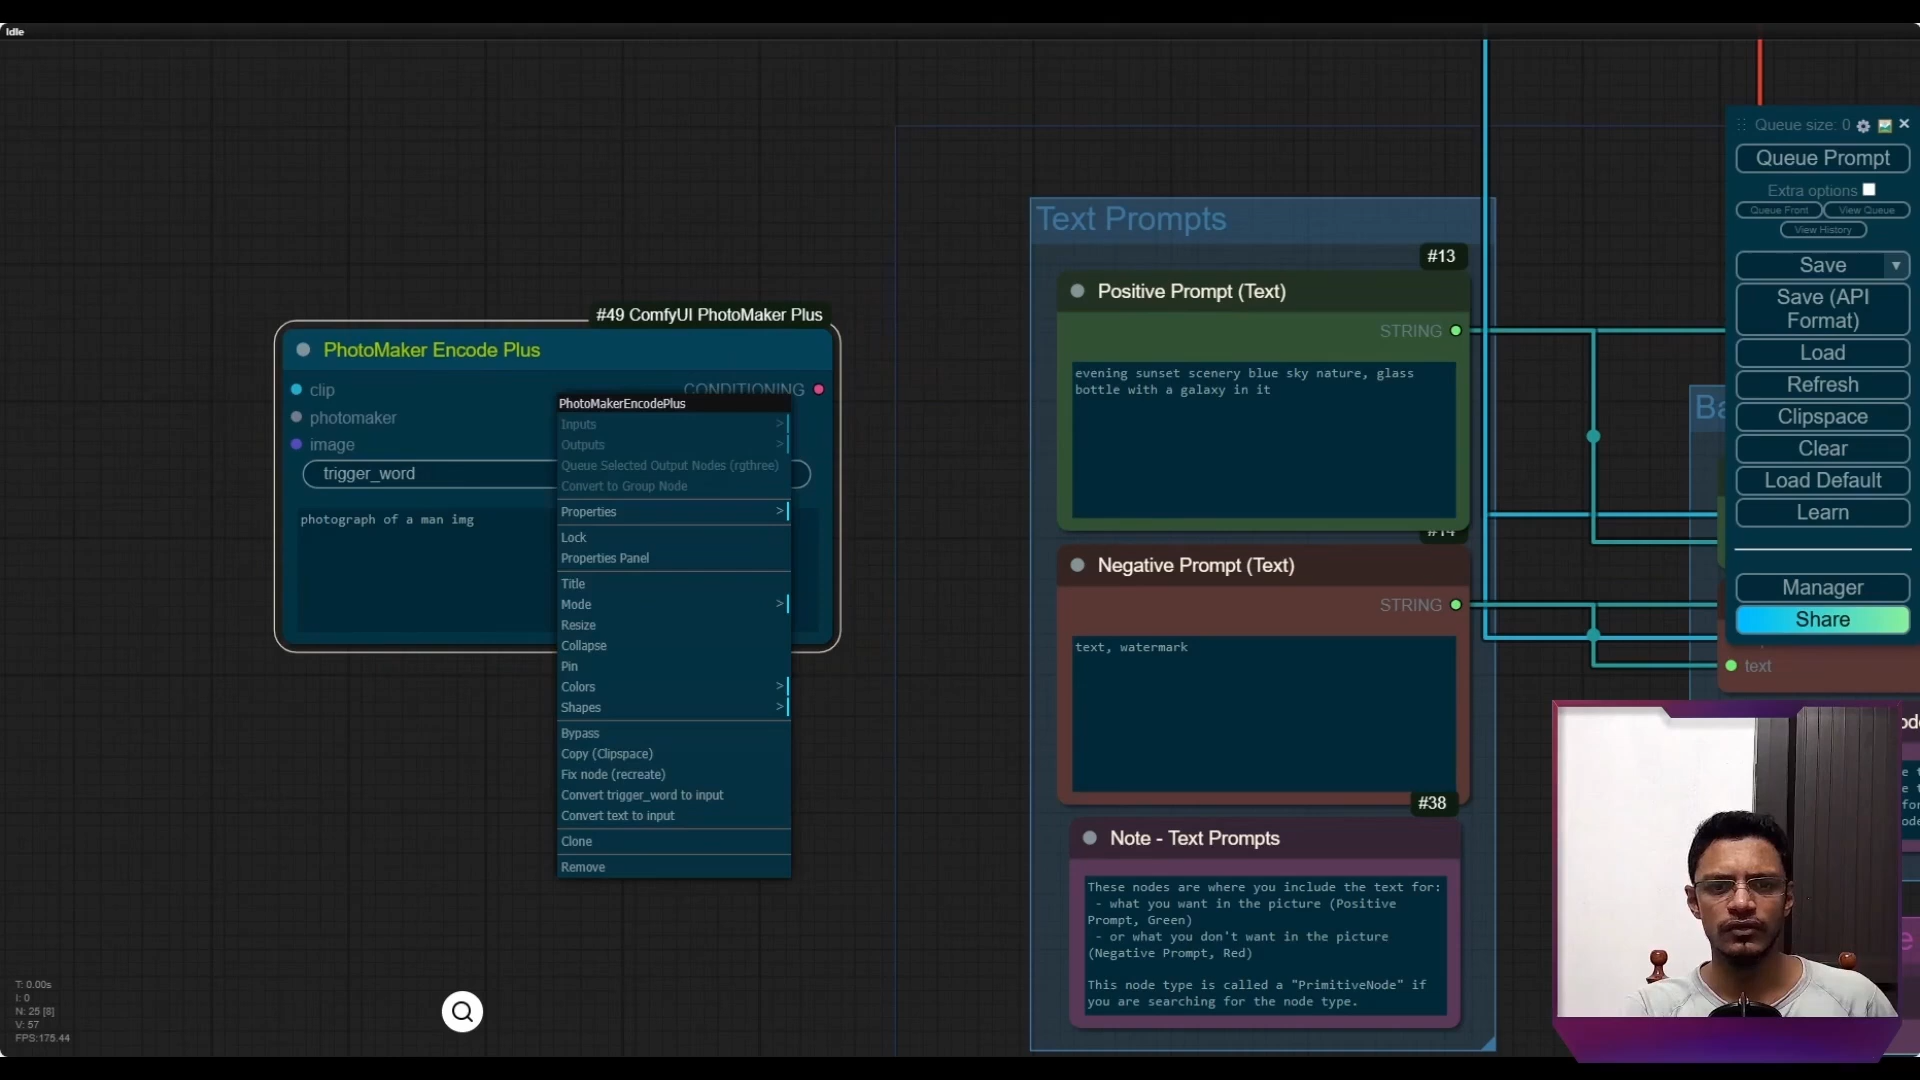 Idle
Queue size: 0
Queue Prompt
Extra options
Queue Front
View Queue
View History
Save
Save (API
Format)
Load
Refresh
Clipspace
Clear
Load Default
Learn
Manager
Share
#49 ComfyUI PhotoMaker Plus
PhotoMaker Encode Plus
clip
CONDITIONING
photomaker
image
trigger_word
photograph of a man img
PhotoMakerEncodePlus
Inputs
Outputs
Queue Selected Output Nodes (rgthree)
Convert to Group Node
Properties
Lock
Properties Panel
Title
Mode
Resize
Collapse
Pin
Colors
Shapes
Bypass
Copy (Clipspace)
Fix node (recreate)
Convert trigger_word to input
Convert text to input
Clone
Remove
Text Prompts
#13
Positive Prompt (Text)
STRING
evening sunset scenery blue sky nature, glass
bottle with a galaxy in it
#14
Negative Prompt (Text)
STRING
text, watermark
#38
Note - Text Prompts
These nodes are where you include the text for:
- what you want in the picture (Positive
Prompt, Green)
- or what you don't want in the picture
(Negative Prompt, Red)
This node type is called a "PrimitiveNode" if
you are searching for the node type.
text
T: 0.00s
I: 0
N: 25 [8]
V: 57
FPS:175.44